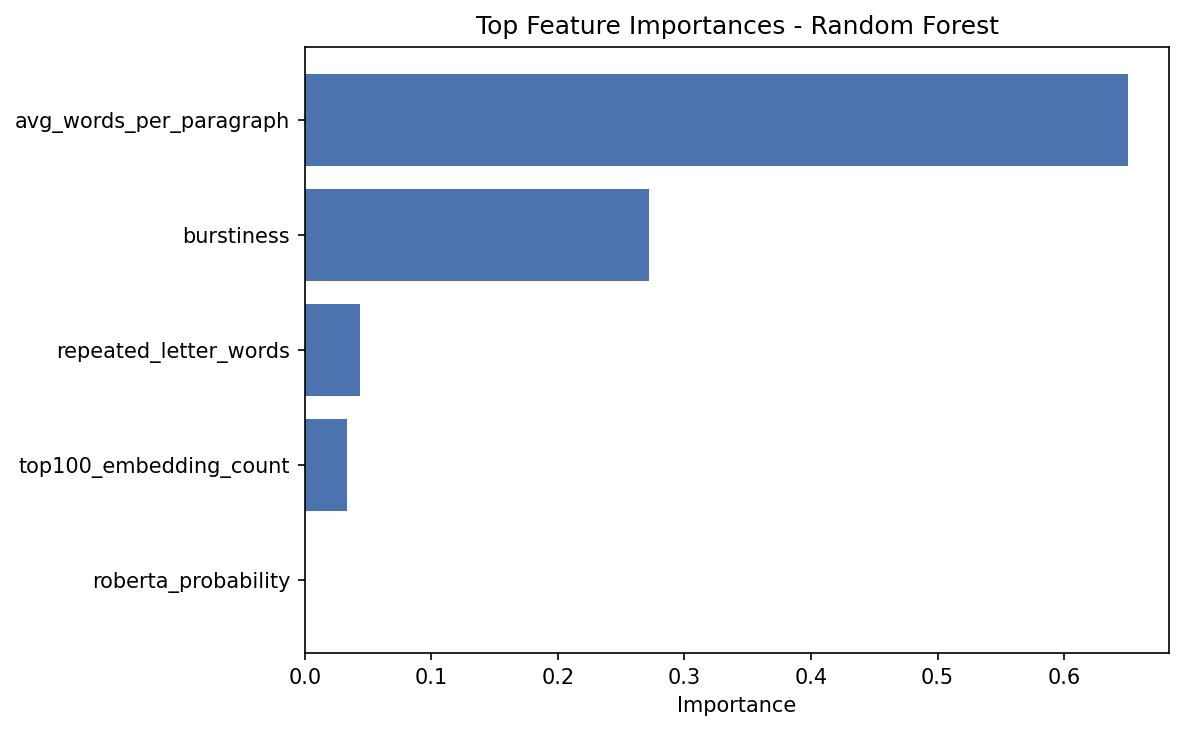 Top Feature Importances - Random Forest
avg_words_per_paragraph
burstiness
repeated_letter_words
top100_embedding_count
roberta_probability
0.0 0.1 0.2 0.3 0.4 0.5 0.6
Importance